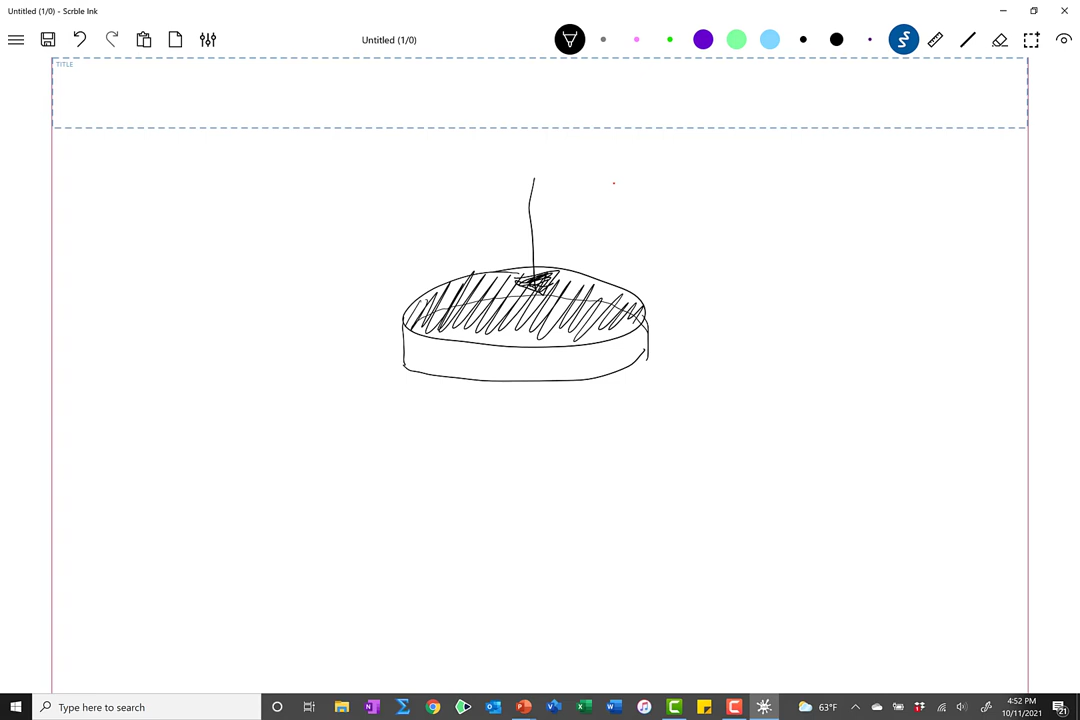 Untitled (1/0) - Scrble Ink
Untitled (1/0)
TITLE
Type here to search
63°F
4:52 PM
10/11/2021
21